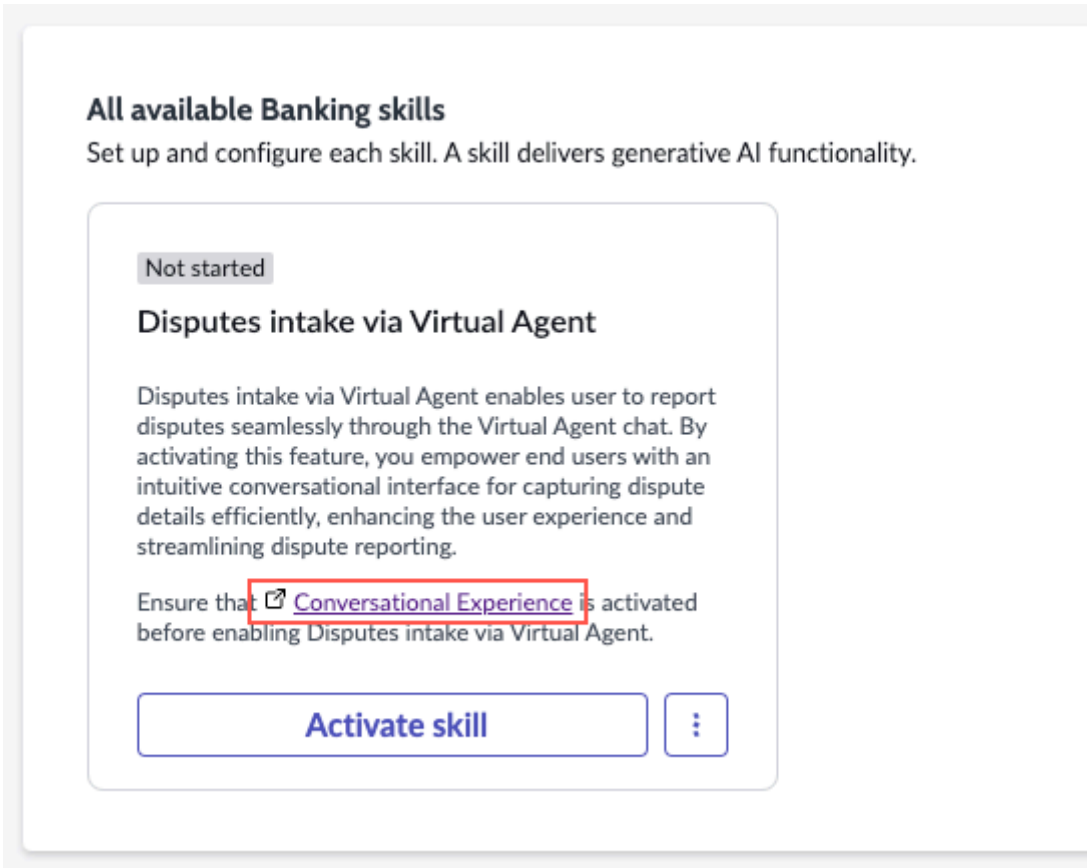 All available Banking skills
Set up and configure each skill. A skill delivers generative AI functionality.
Not started
Disputes intake via Virtual Agent
Disputes intake via Virtual Agent enables user to report
disputes seamlessly through the Virtual Agent chat. By
activating this feature, you empower end users with an
intuitive conversational interface for capturing dispute
details efficiently, enhancing the user experience and
streamlining dispute reporting.
Ensure that Conversational Experience is activated
before enabling Disputes intake via Virtual Agent.
Activate skill